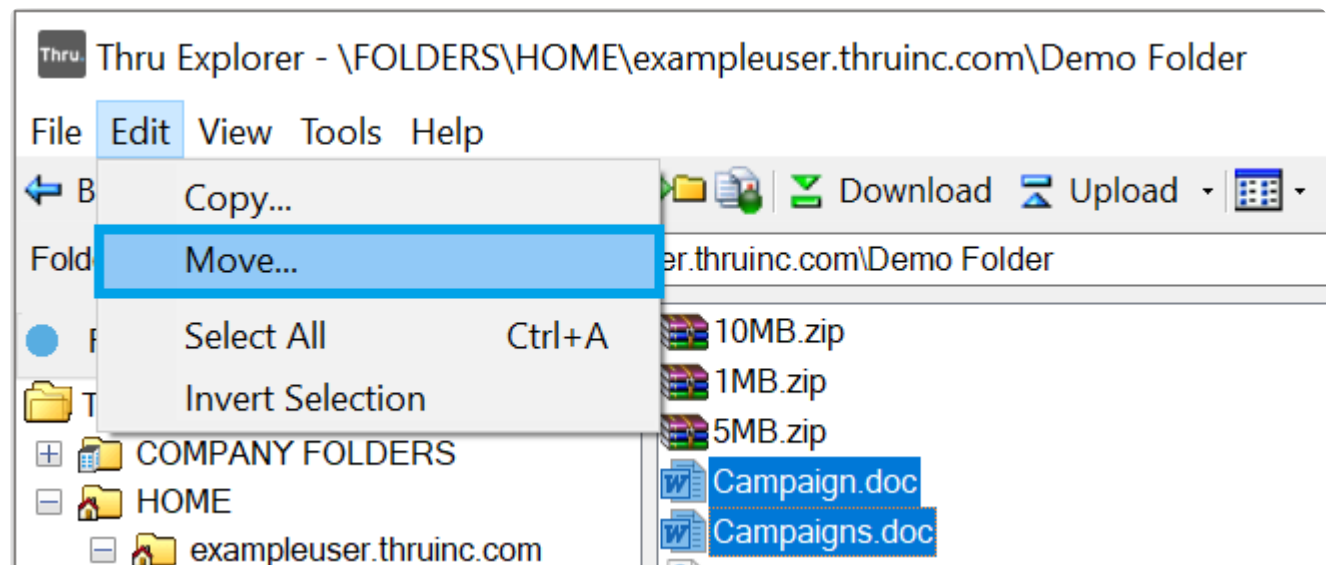 Thru. Thru Explorer - \FOLDERS\HOME\exampleuser.thruinc.com\Demo Folder
File Edit View Tools Help
Download Upload
er.thruinc.com\Demo Folder
Copy...
Move...
Select All Ctrl+A
Invert Selection
COMPANY FOLDERS
HOME
exampleuser.thruinc.com
10MB.zip
1MB.zip
5MB.zip
Campaign.doc
Campaigns.doc